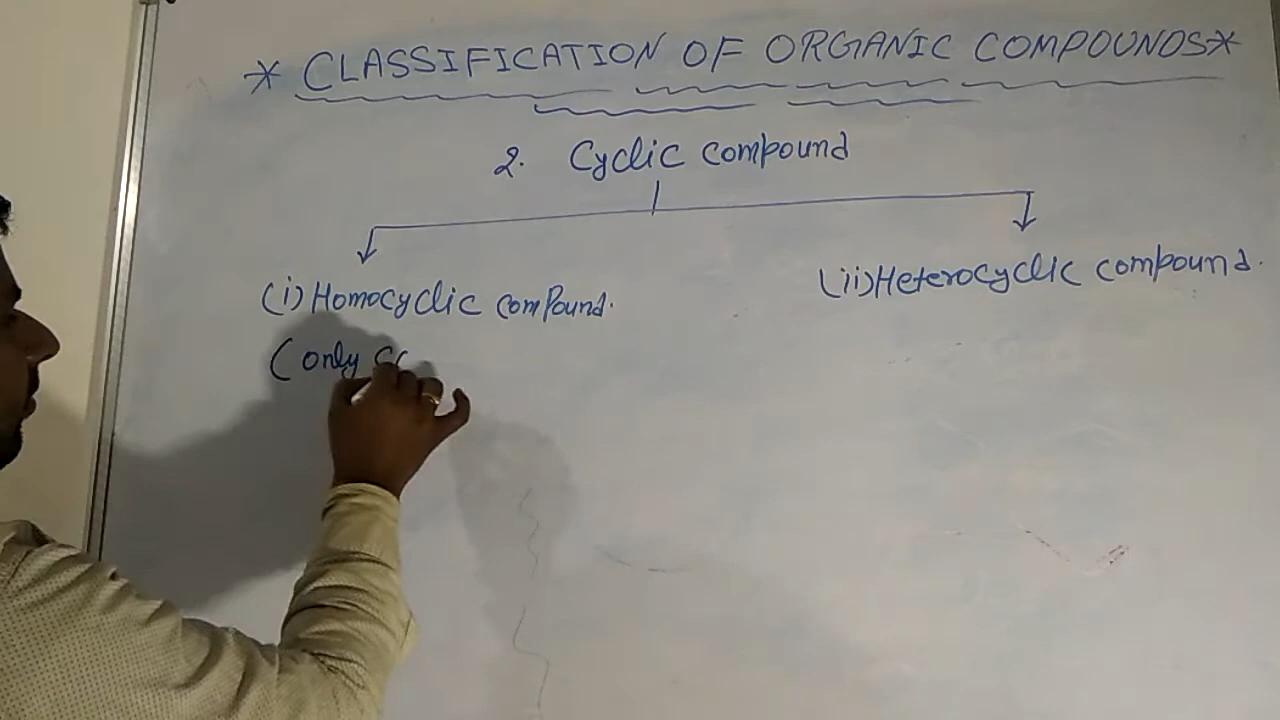 * CLASSIFICATION OF ORGANIC COMPOUNDS *
2. Cyclic compound
(i) Homocyclic compound.
(ii) Heterocyclic compound.
(only